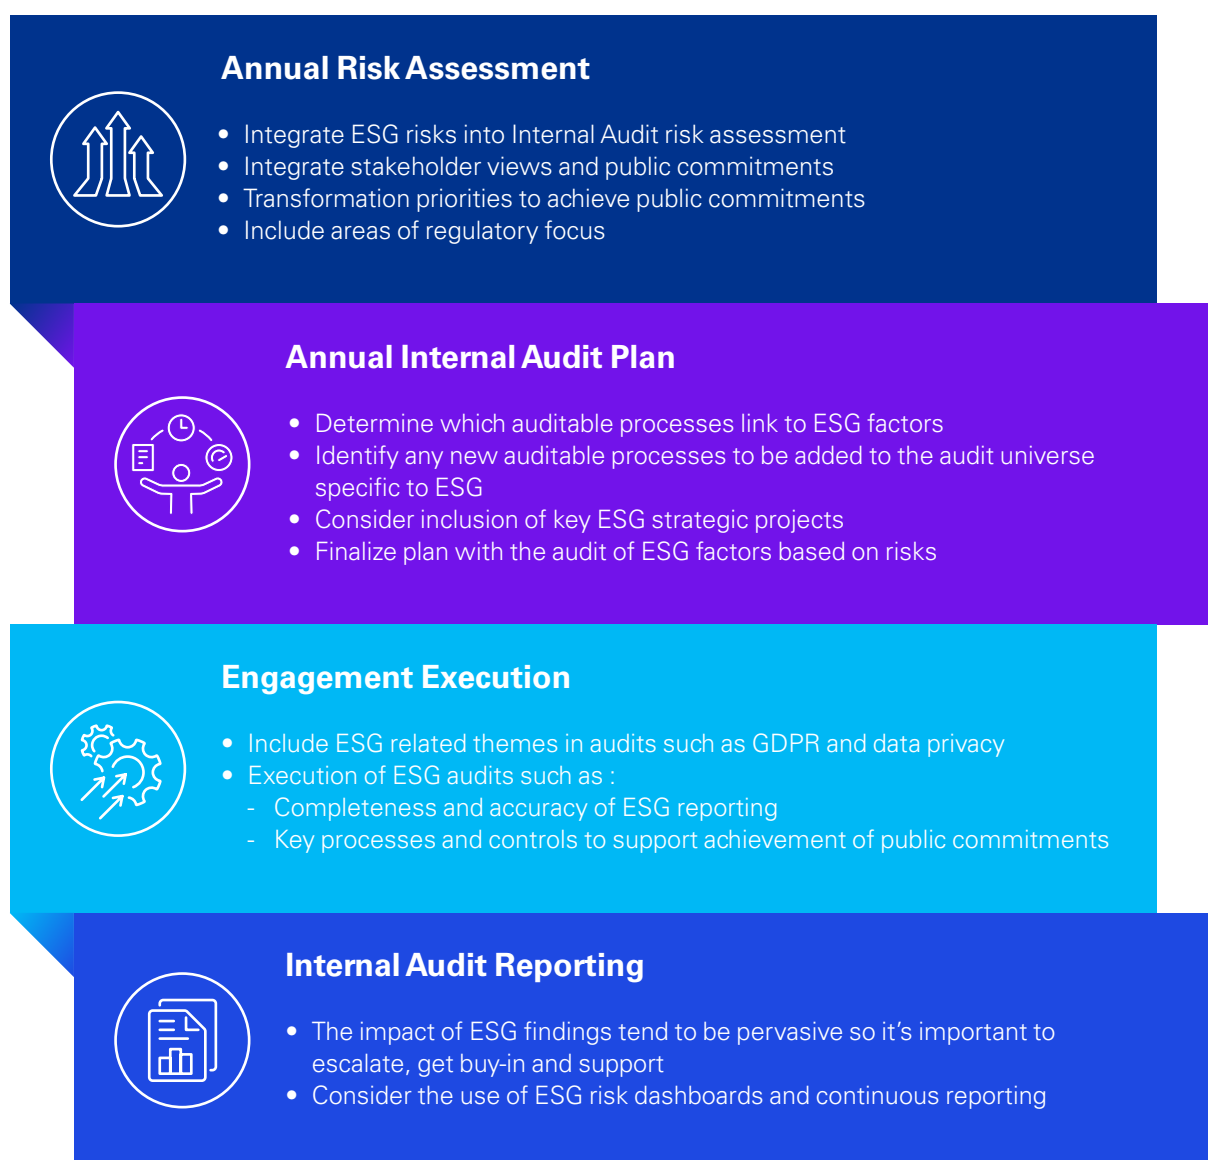 Annual Risk Assessment
• Integrate ESG risks into Internal Audit risk assessment
• Integrate stakeholder views and public commitments
• Transformation priorities to achieve public commitments
• Include areas of regulatory focus
Annual Internal Audit Plan
• Determine which auditable processes link to ESG factors
• Identify any new auditable processes to be added to the audit universe
specific to ESG
• Consider inclusion of key ESG strategic projects
• Finalize plan with the audit of ESG factors based on risks
Engagement Execution
• Include ESG related themes in audits such as GDPR and data privacy
• Execution of ESG audits such as :
- Completeness and accuracy of ESG reporting
- Key processes and controls to support achievement of public commitments
Internal Audit Reporting
• The impact of ESG findings tend to be pervasive so it’s important to
escalate, get buy-in and support
• Consider the use of ESG risk dashboards and continuous reporting